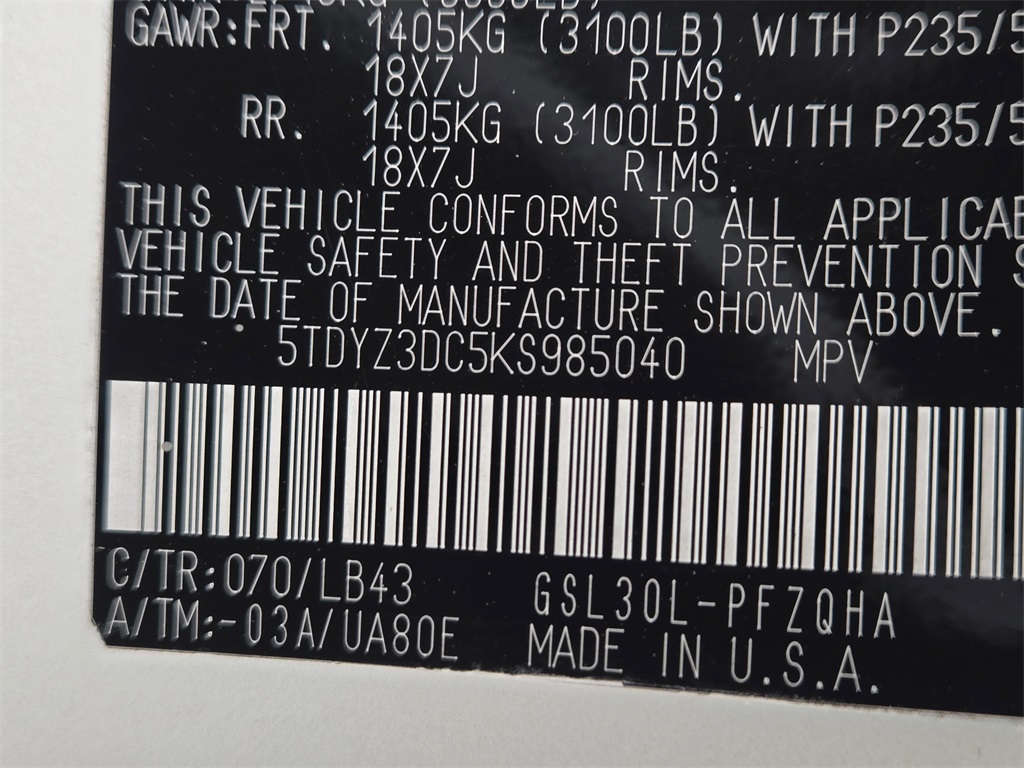 GAWR:FRT. 1405KG (3100LB) WITH P235/5
18X7J RIMS.
RR. 1405KG (3100LB) WITH P235/5
18X7J RIMS.
THIS VEHICLE CONFORMS TO ALL APPLICAB
VEHICLE SAFETY AND THEFT PREVENTION S
THE DATE OF MANUFACTURE SHOWN ABOVE.
5TDYZ3DC5KS985040 MPV
C/TR:070/LB43 GSL30L-PFZQHA
A/TM:-03A/UA80E MADE IN U.S.A.